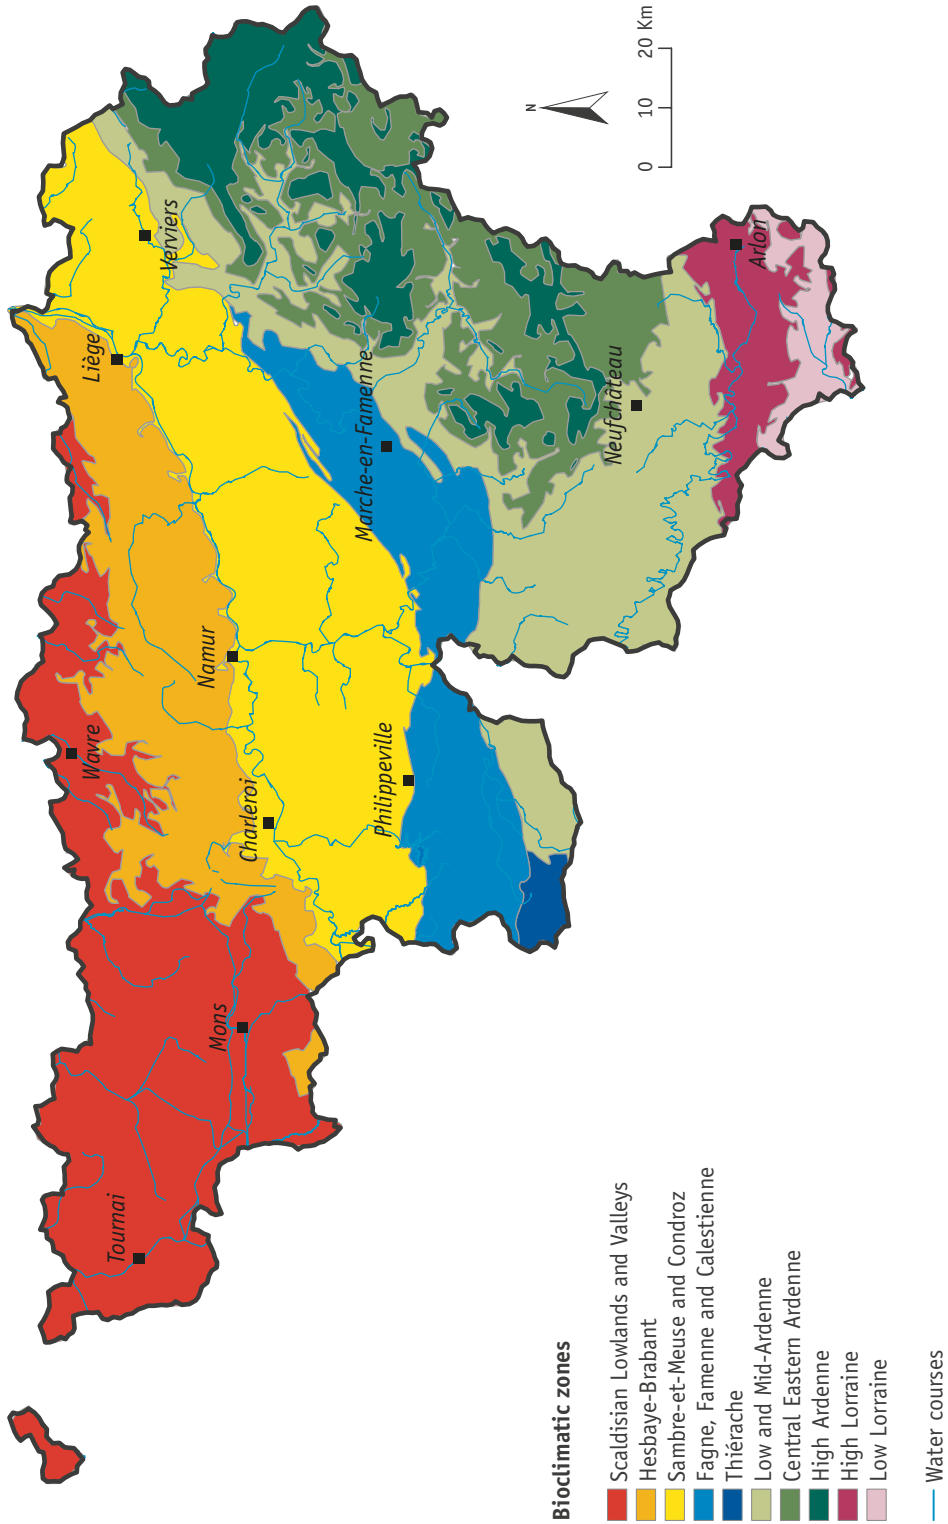 Tournai
Mons
Wavre
Charleroi
Namur
Philippeville
Liège
Verviers
Marche-en-Famenne
Neufchâteau
Arlon
N
0 10 20 Km
Bioclimatic zones
Scaldisian Lowlands and Valleys
Hesbaye-Brabant
Sambre-et-Meuse and Condroz
Fagne, Famenne and Calestienne
Thiérache
Low and Mid-Ardenne
Central Eastern Ardenne
High Ardenne
High Lorraine
Low Lorraine
Water courses